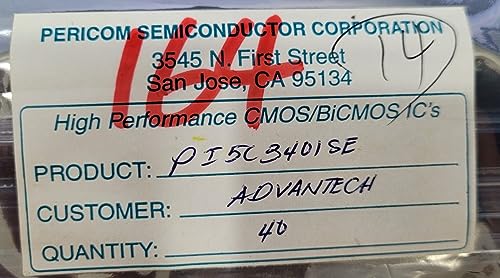 PERICOM SEMICONDUCTOR CORPORATION
3545 N. First Street
San Jose, CA 95134
164
14
High Performance CMOS/BiCMOS IC's
PRODUCT: PI5C3401SE
CUSTOMER: ADVANTECH
QUANTITY: 40